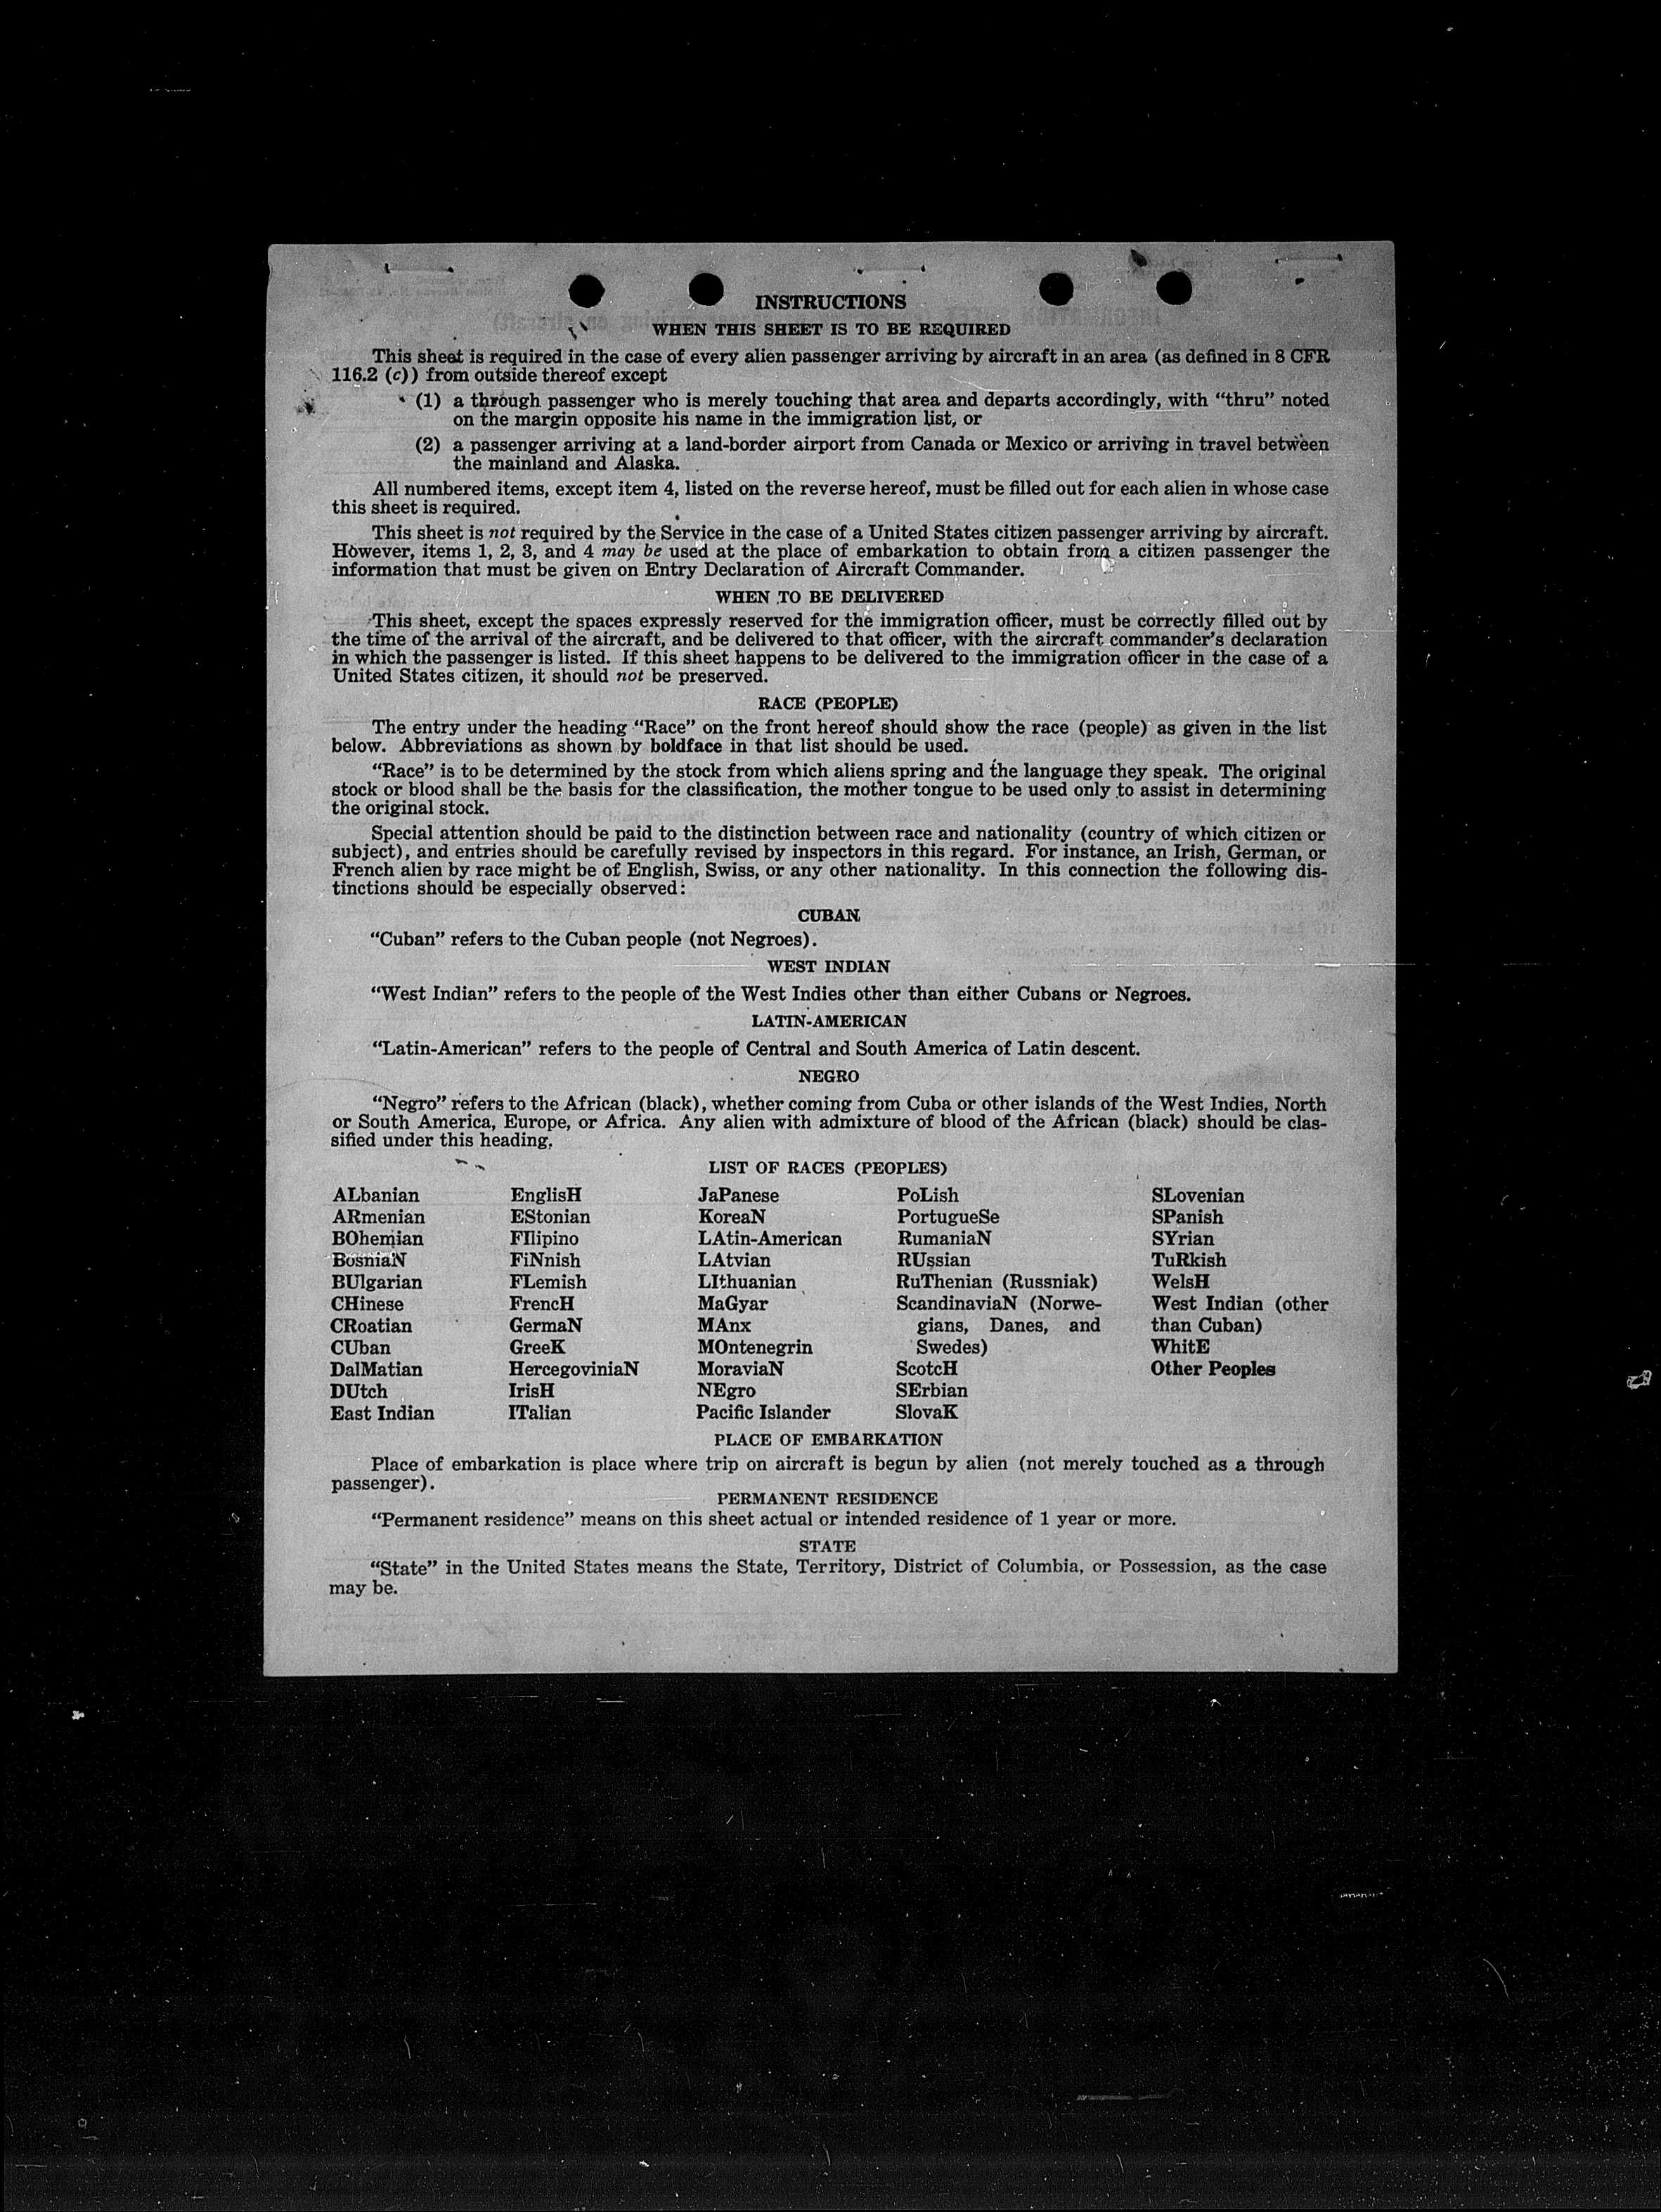 INSTRUCTIONS
WHEN THIS SHEET IS TO BE REQUIRED
This sheet is required in the case of every alien passenger arriving by aircraft in an area (as defined in 8 CFR
116.2 (c)) from outside thereof except
(1) a through passenger who is merely touching that area and departs accordingly, with “thru” noted
on the margin opposite his name in the immigration list, or
(2) a passenger arriving at a land-border airport from Canada or Mexico or arriving in travel between
the mainland and Alaska.
All numbered items, except item 4, listed on the reverse hereof, must be filled out for each alien in whose case
this sheet is required.
This sheet is not required by the Service in the case of a United States citizen passenger arriving by aircraft.
However, items 1, 2, 3, and 4 may be used at the place of embarkation to obtain from a citizen passenger the
information that must be given on Entry Declaration of Aircraft Commander.
WHEN TO BE DELIVERED
This sheet, except the spaces expressly reserved for the immigration officer, must be correctly filled out by
the time of the arrival of the aircraft, and be delivered to that officer, with the aircraft commander’s declaration
in which the passenger is listed. If this sheet happens to be delivered to the immigration officer in the case of a
United States citizen, it should not be preserved.
RACE (PEOPLE)
The entry under the heading “Race” on the front hereof should show the race (people) as given in the list
below. Abbreviations as shown by boldface in that list should be used.
“Race” is to be determined by the stock from which aliens spring and the language they speak. The original
stock or blood shall be the basis for the classification, the mother tongue to be used only to assist in determining
the original stock.
Special attention should be paid to the distinction between race and nationality (country of which citizen or
subject), and entries should be carefully revised by inspectors in this regard. For instance, an Irish, German, or
French alien by race might be of English, Swiss, or any other nationality. In this connection the following dis-
tinctions should be especially observed:
CUBAN
“Cuban” refers to the Cuban people (not Negroes).
WEST INDIAN
“West Indian” refers to the people of the West Indies other than either Cubans or Negroes.
LATIN-AMERICAN
“Latin-American” refers to the people of Central and South America of Latin descent.
NEGRO
“Negro” refers to the African (black), whether coming from Cuba or other islands of the West Indies, North
or South America, Europe, or Africa. Any alien with admixture of blood of the African (black) should be clas-
sified under this heading.
LIST OF RACES (PEOPLES)
ALbanian
ARmenian
BOhemian
BosniaN
BUlgarian
CHinese
CRoatian
CUban
DalMatian
DUtch
East Indian
EnglisH
EStonian
FIlipino
FiNnish
FLemish
FrencH
GermaN
GreeK
HercegoviniaN
IrisH
ITalian
JaPanese
KoreaN
LAtin-American
LAtvian
LIthuanian
MaGyar
MAnx
MOntenegrin
MoraviaN
NEgro
Pacific Islander
PoLish
PortugueSe
RumaniaN
RUssian
RuThenian (Russniak)
ScandinaviaN (Norwe-
gians, Danes, and
Swedes)
ScotcH
SErbian
SlovaK
SLovenian
SPanish
SYrian
TuRkish
WelsH
West Indian (other
than Cuban)
WhitE
Other Peoples
PLACE OF EMBARKATION
Place of embarkation is place where trip on aircraft is begun by alien (not merely touched as a through
passenger).
PERMANENT RESIDENCE
“Permanent residence” means on this sheet actual or intended residence of 1 year or more.
STATE
“State” in the United States means the State, Territory, District of Columbia, or Possession, as the case
may be.